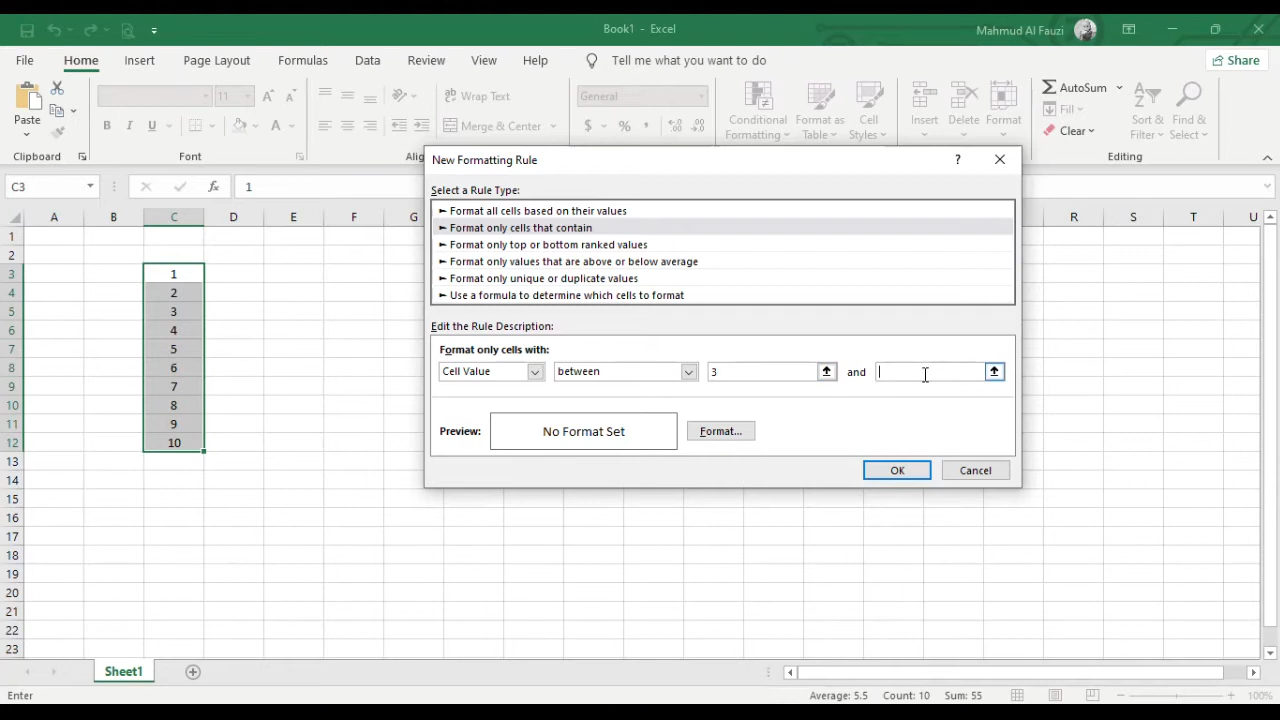 Book1 - Excel
Mahmud Al Fauzi
File Home Insert Page Layout Formulas Data Review View Help Tell me what you want to do Share
Paste
Clipboard
11
B I U
Font
Wrap Text
Merge & Center
Alig
General
$ % ,
Conditional Formatting
Format as Table
Cell Styles
Insert
Delete
Format
AutoSum
Fill
Clear
Sort & Filter
Find & Select
Editing
C3
fx
1
A B C D E F G R S T U
1
2
3 1
4 2
5 3
6 4
7 5
8 6
9 7
10 8
11 9
12 10
13
14
15
16
17
18
19
20
21
22
23
New Formatting Rule
?
Select a Rule Type:
► Format all cells based on their values
► Format only cells that contain
► Format only top or bottom ranked values
► Format only values that are above or below average
► Format only unique or duplicate values
► Use a formula to determine which cells to format
Edit the Rule Description:
Format only cells with:
Cell Value between 3 and
Preview: No Format Set Format...
OK Cancel
Sheet1
Enter
Average: 5.5 Count: 10 Sum: 55
100%